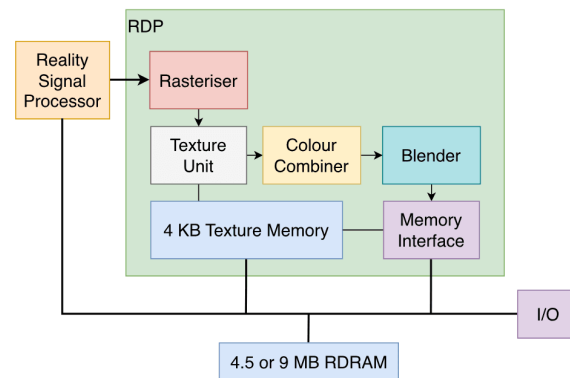 RDP
Reality
Signal
Processor
Rasteriser
Texture
Unit
Colour
Combiner
Blender
4 KB Texture Memory
Memory
Interface
I/O
4.5 or 9 MB RDRAM